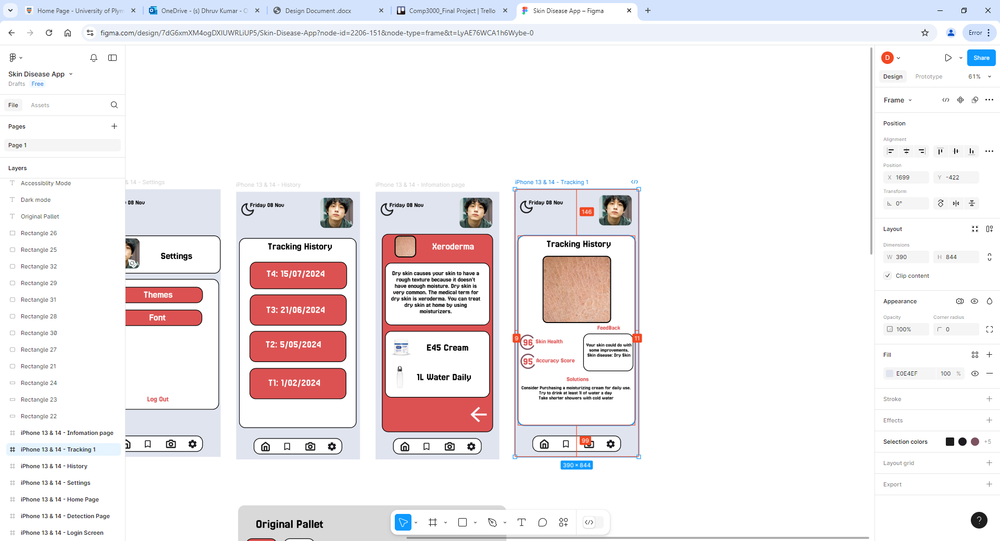 Home Page - University of Plym
OneDrive - (s) Dhruv Kumar - O
Design Document .docx
Comp3000_Final Project | Trello
Skin Disease App – Figma
figma.com/design/7dG6xmXM4ogDXIUWRLiUP5/Skin-Disease-App?node-id=2206-151&node-type=frame&t=LyAE76WCA1h6Wybe-0
Error
Skin Disease App
Drafts Free
File Assets
Pages
Page 1
Layers
Accessiblity Mode
Dark mode
Original Pallet
Rectangle 26
Rectangle 25
Rectangle 32
Rectangle 29
Rectangle 31
Rectangle 28
Rectangle 30
Rectangle 27
Rectangle 21
Rectangle 24
Rectangle 23
Rectangle 22
iPhone 13 & 14 - Infomation page
iPhone 13 & 14 - Tracking 1
iPhone 13 & 14 - History
iPhone 13 & 14 - Settings
iPhone 13 & 14 - Home Page
iPhone 13 & 14 - Detection Page
iPhone 13 & 14 - Login Screen
& 14 - Settings
08 Nov
Settings
Themes
Font
Log Out
iPhone 13 & 14 - History
Friday 08 Nov
Tracking History
T4: 15/07/2024
T3: 21/06/2024
T2: 5/05/2024
T1: 1/02/2024
iPhone 13 & 14 - Infomation page
Friday 08 Nov
Xeroderma
Dry skin causes your skin to have a
rough texture because it doesn't
have enough moisture. Dry skin is
very common. The medical term for
dry skin is xeroderma. You can treat
dry skin at home by using
moisturizers.
E45 Cream
1L Water Daily
iPhone 13 & 14 - Tracking 1
Friday 08 Nov
146
Tracking History
FeedBack
9
11
96 Skin Health
95 Accuracy Score
Your skin could do with
some improvements,
Skin disease: Dry Skin
Solutions
Consider Purchasing a moisturizing cream for daily use.
Try to drink at least 1l of water a day
Take shorter showers with cold water
99
390 × 844
Original Pallet
D
Share
Design Prototype 61%
Frame
Position
Alignment
Position
X 1699 Y -422
Transform
0°
Layout
Dimensions
W 390 H 844
Clip content
Appearance
Opacity Corner radius
100% 0
Fill
E0E4EF 100 %
Stroke
Effects
Selection colors +5
Layout grid
Export
?